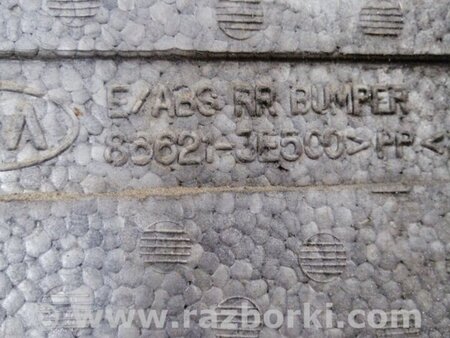 E/ABS RR BUMPER
86621-3E500 >PP<
www.razborki.com